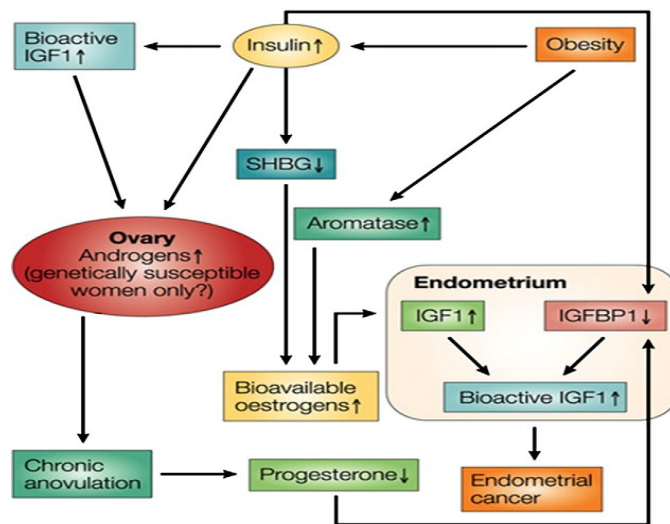 Bioactive
IGF1↑
Insulin↑
Obesity
SHBG↓
Aromatase↑
Ovary
Androgens↑
(genetically susceptible
women only?)
Endometrium
IGF1↑
IGFBP1↓
Bioavailable
oestrogens↑
Bioactive IGF1↑
Chronic
anovulation
Progesterone↓
Endometrial
cancer